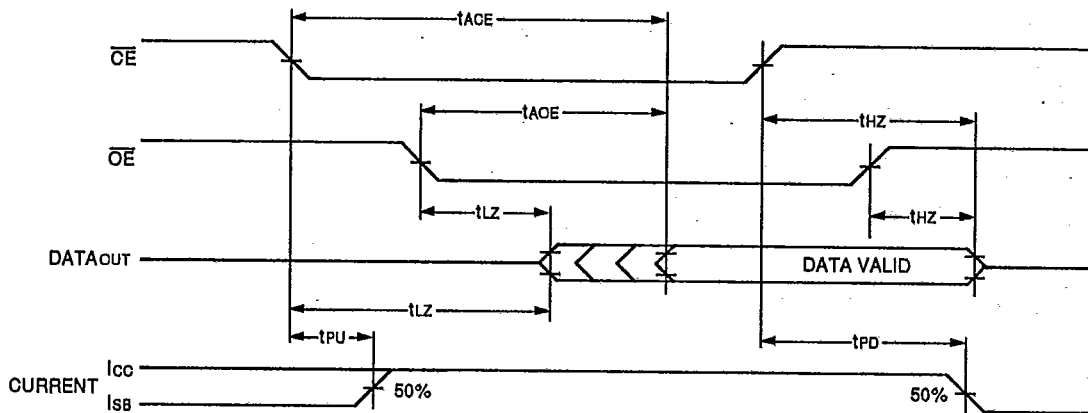 tACE
CE
tAOE
tHZ
OE
tLZ
tHZ
DATAOUT
DATA VALID
tLZ
tPU
tPD
ICC
CURRENT
50%
50%
ISB